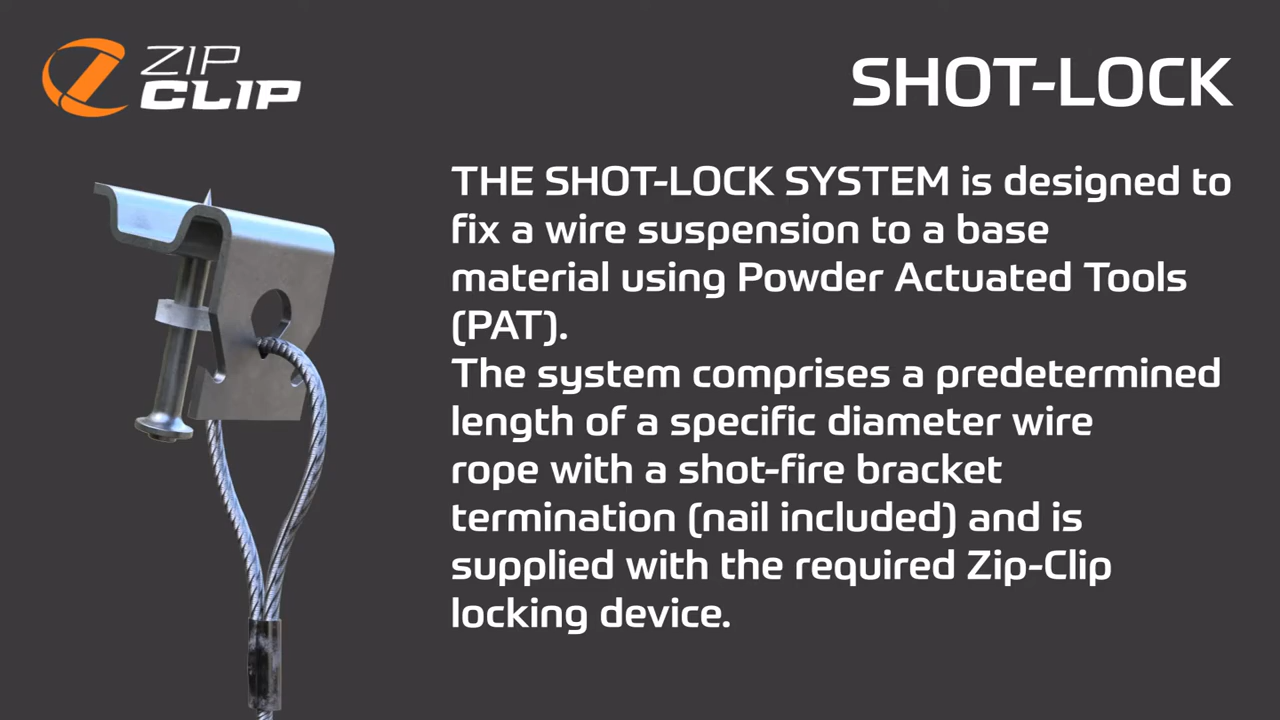 ZIP
CLIP
SHOT-LOCK
THE SHOT-LOCK SYSTEM is designed to
fix a wire suspension to a base
material using Powder Actuated Tools
(PAT).
The system comprises a predetermined
length of a specific diameter wire
rope with a shot-fire bracket
termination (nail included) and is
supplied with the required Zip-Clip
locking device.